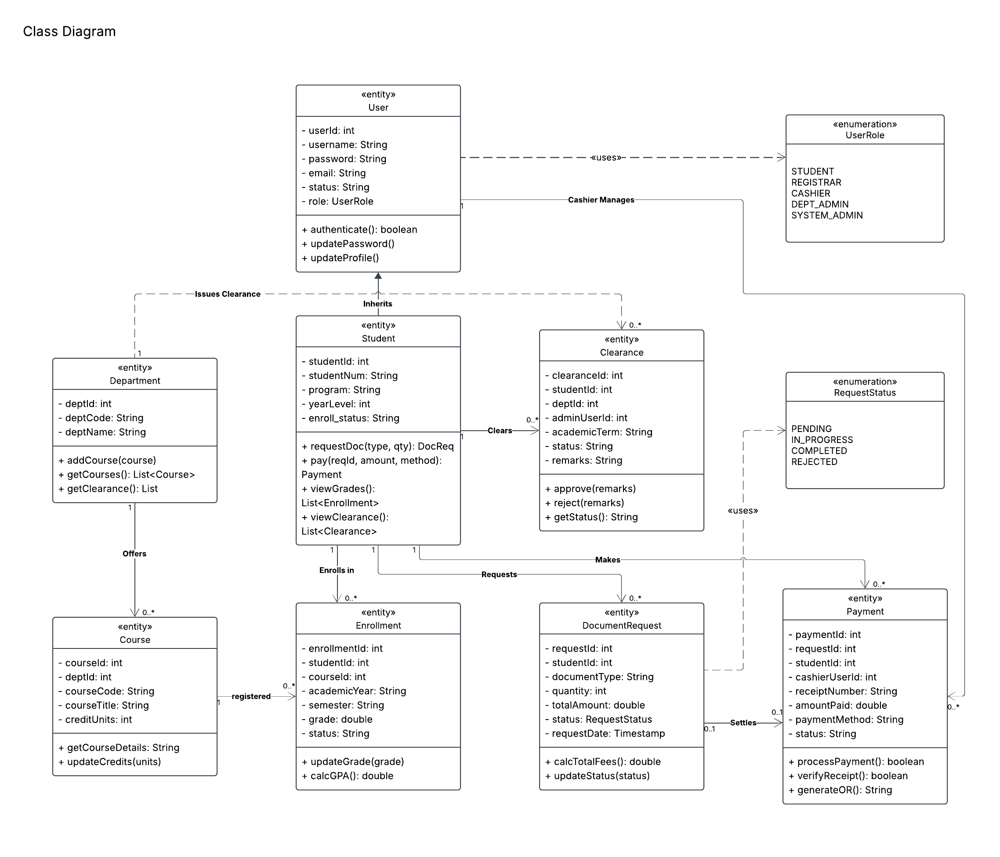 Class Diagram
«entity»
User
- userId: int
- username: String
- password: String
- email: String
- status: String
- role: UserRole
+ authenticate(): boolean
+ updatePassword()
+ updateProfile()
«uses»
«enumeration»
UserRole
STUDENT
REGISTRAR
CASHIER
DEPT_ADMIN
SYSTEM_ADMIN
Cashier Manages
1
Issues Clearance
Inherits
0..*
1
«entity»
Department
- deptId: int
- deptCode: String
- deptName: String
+ addCourse(course)
+ getCourses(): List<Course>
+ getClearance(): List
1
«entity»
Student
- studentId: int
- studentNum: String
- program: String
- yearLevel: int
- enroll_status: String
+ requestDoc(type, qty): DocReq
+ pay(reqId, amount, method):
Payment
+ viewGrades():
List<Enrollment>
+ viewClearance():
List<Clearance>
1
Clears
0..*
«entity»
Clearance
- clearanceId: int
- studentId: int
- deptId: int
- adminUserId: int
- academicTerm: String
- status: String
- remarks: String
+ approve(remarks)
+ reject(remarks)
+ getStatus(): String
«enumeration»
RequestStatus
PENDING
IN_PROGRESS
COMPLETED
REJECTED
«uses»
Offers
0..*
1
1
1
Enrolls in
0..*
Requests
0..*
Makes
0..*
«entity»
Course
- courseId: int
- deptId: int
- courseCode: String
- courseTitle: String
- creditUnits: int
+ getCourseDetails: String
+ updateCredits(units)
1
registered
0..*
«entity»
Enrollment
- enrollmentId: int
- studentId: int
- courseId: int
- academicYear: String
- semester: String
- grade: double
- status: String
+ updateGrade(grade)
+ calcGPA(): double
«entity»
DocumentRequest
- requestId: int
- studentId: int
- documentType: String
- quantity: int
- totalAmount: double
- status: RequestStatus
- requestDate: Timestamp
+ calcTotalFees(): double
+ updateStatus(status)
0..1
Settles
0..1
«entity»
Payment
- paymentId: int
- requestId: int
- studentId: int
- cashierUserId: int
- receiptNumber: String
- amountPaid: double
- paymentMethod: String
- status: String
+ processPayment(): boolean
+ verifyReceipt(): boolean
+ generateOR(): String
0..*